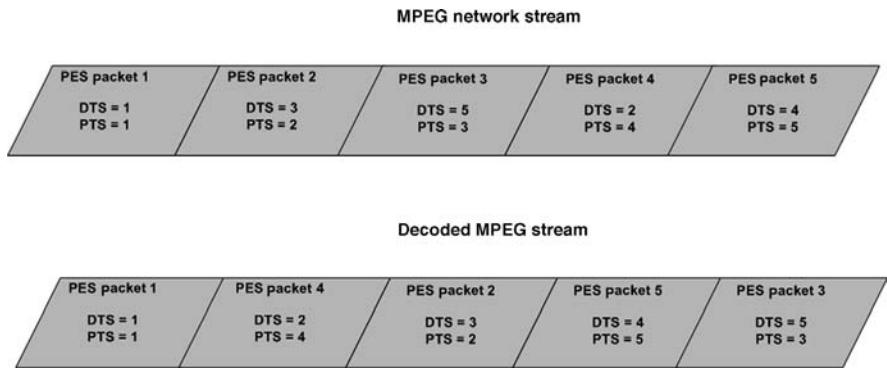 MPEG network stream
PES packet 1
DTS = 1
PTS = 1
PES packet 2
DTS = 3
PTS = 2
PES packet 3
DTS = 5
PTS = 3
PES packet 4
DTS = 2
PTS = 4
PES packet 5
DTS = 4
PTS = 5
Decoded MPEG stream
PES packet 1
DTS = 1
PTS = 1
PES packet 4
DTS = 2
PTS = 4
PES packet 2
DTS = 3
PTS = 2
PES packet 5
DTS = 4
PTS = 5
PES packet 3
DTS = 5
PTS = 3